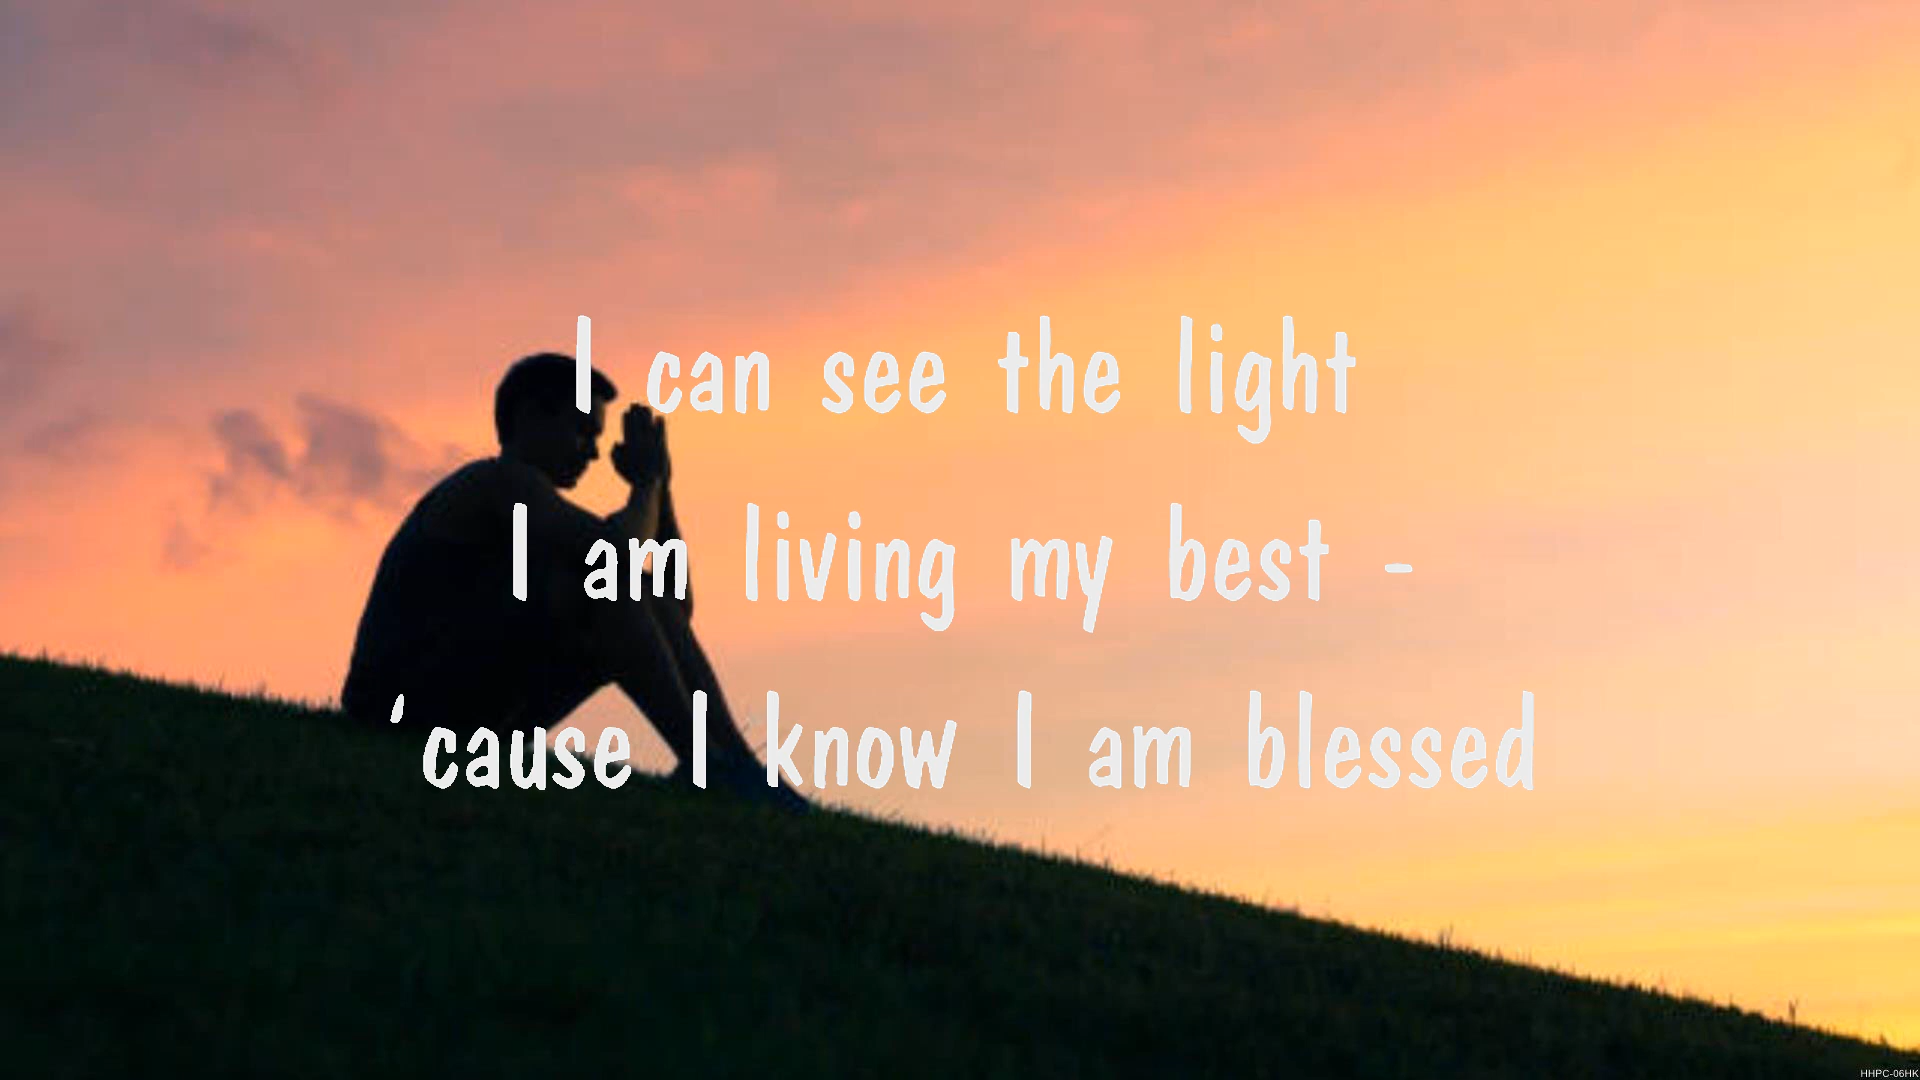 I can see the light
I am living my best -
‘cause I know I am blessed
HHPC-06HK